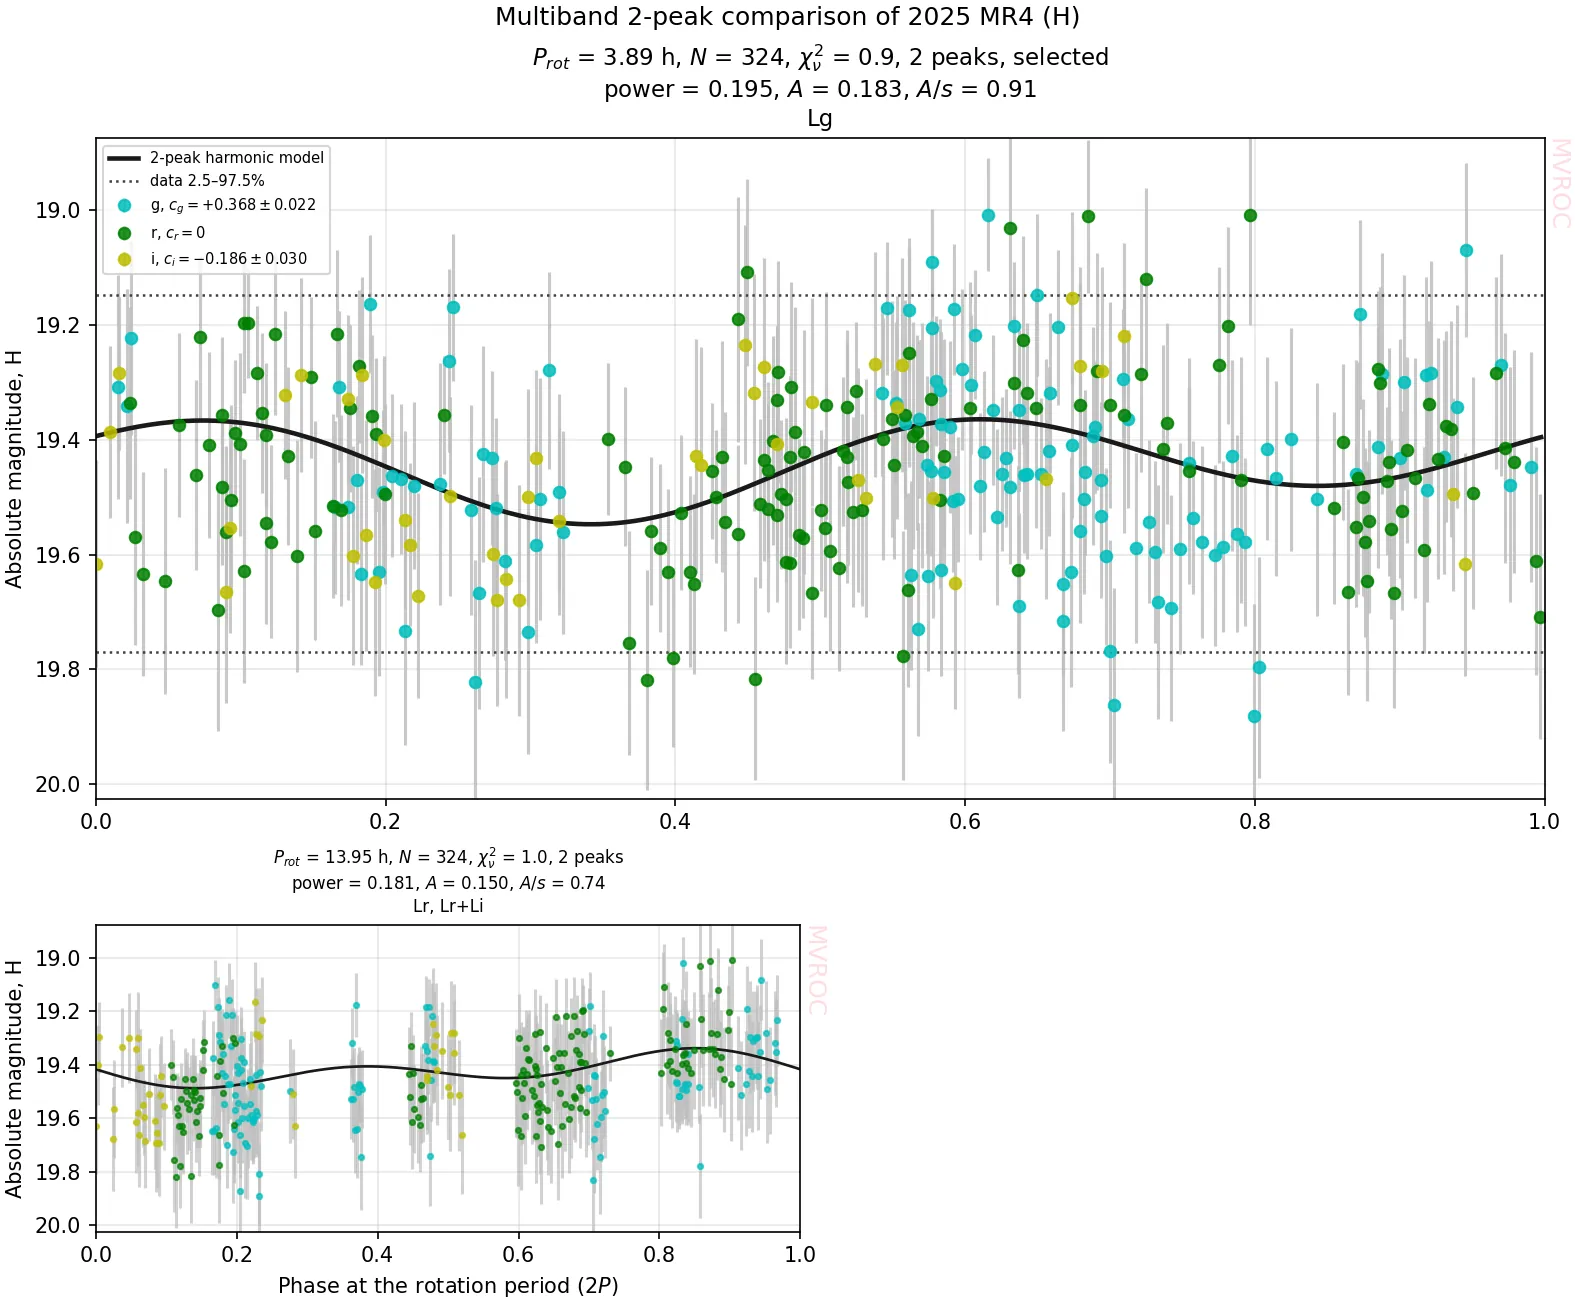 Multiband 2-peak comparison of 2025 MR4 (H)
P_rot = 3.89 h, N = 324, χ²_ν = 0.9, 2 peaks, selected
power = 0.195, A = 0.183, A/s = 0.91
Lg
2-peak harmonic model
data 2.5–97.5%
g, c_g = +0.368 ± 0.022
r, c_r = 0
i, c_i = −0.186 ± 0.030
MVROC
Absolute magnitude, H
19.0
19.2
19.4
19.6
19.8
20.0
0.0 0.2 0.4 0.6 0.8 1.0
P_rot = 13.95 h, N = 324, χ²_ν = 1.0, 2 peaks
power = 0.181, A = 0.150, A/s = 0.74
Lr, Lr+Li
MVROC
Absolute magnitude, H
19.0
19.2
19.4
19.6
19.8
20.0
0.0 0.2 0.4 0.6 0.8 1.0
Phase at the rotation period (2P)